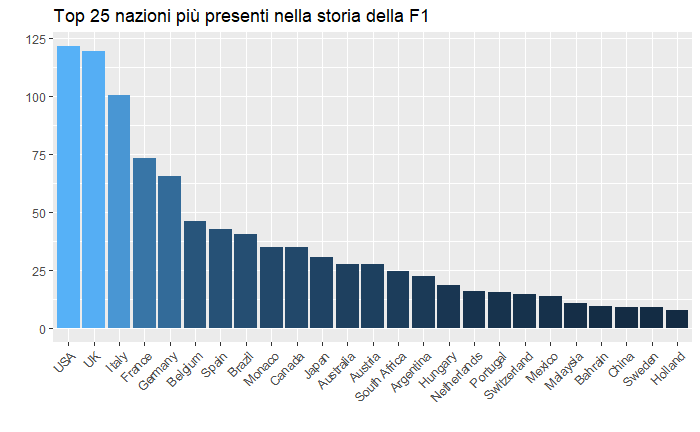 Top 25 nazioni più presenti nella storia della F1
125
100
75
50
25
0
USA
UK
Italy
France
Germany
Belgium
Spain
Brazil
Monaco
Canada
Japan
Australia
Austita
South Africa
Argentina
Hungary
Netherlands
Portugal
Switzerland
Mexico
Malaysia
Bahrain
China
Sweden
Holland